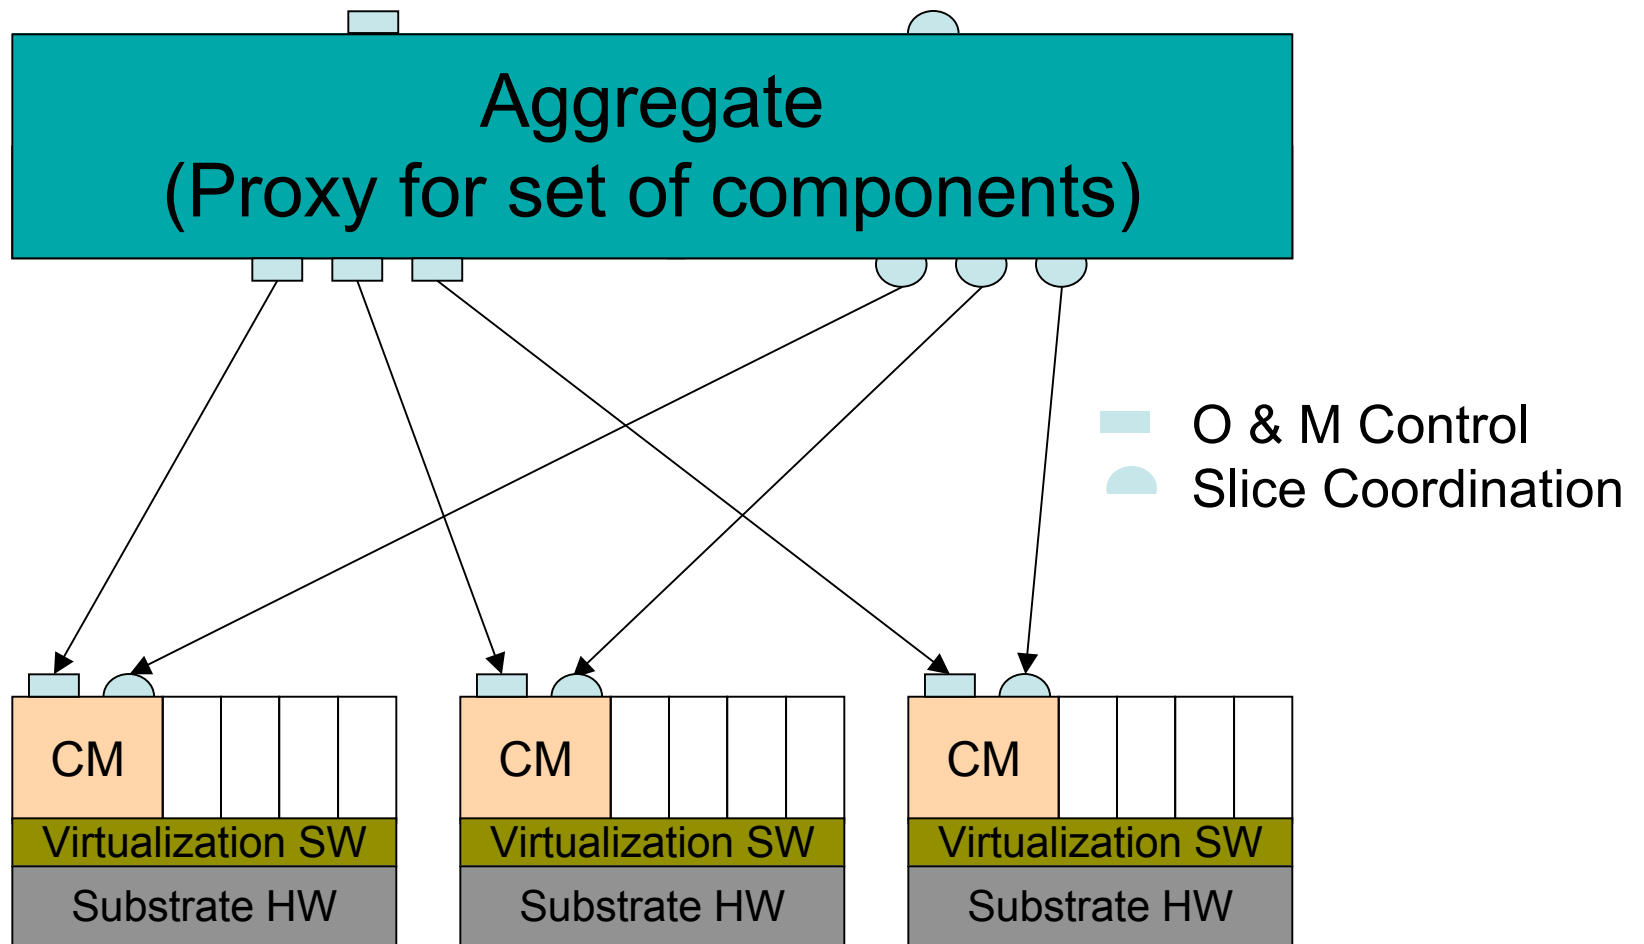 Aggregate
(Proxy for set of components)
O & M Control
Slice Coordination
CM
CM
CM
Virtualization SW
Virtualization SW
Virtualization SW
Substrate HW
Substrate HW
Substrate HW